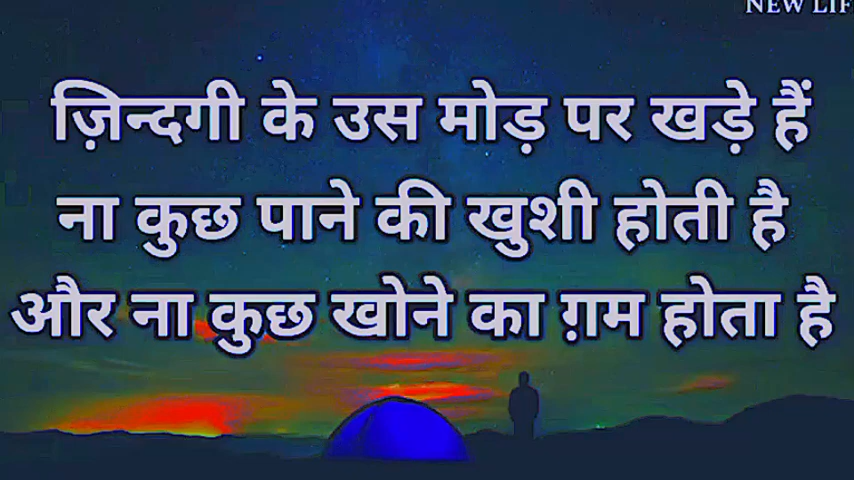 NEW LIF
ज़िन्दगी के उस मोड़ पर खड़े हैं
ना कुछ पाने की खुशी होती है
और ना कुछ खोने का ग़म होता है